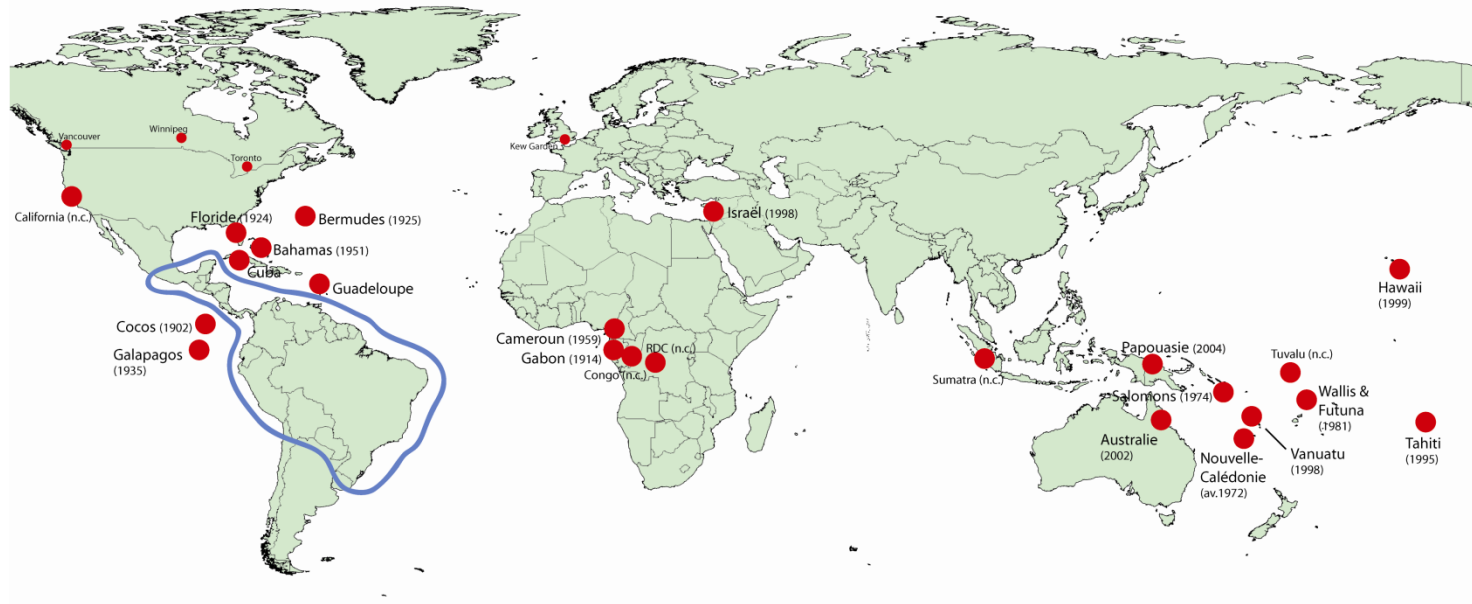 Vancouver
Winnipeg
Toronto
Kew Garden
California (n.c.)
Floride (1924)
Bermudes (1925)
Bahamas (1951)
Cuba
Guadeloupe
Cocos (1902)
Galapagos
(1935)
Israël (1998)
Cameroun (1959)
Gabon (1914)
RDC (n.c.)
Congo (n.c.)
Sumatra (n.c.)
Papouasie (2004)
Salomons (1974)
Australie
(2002)
Nouvelle-
Calédonie
(av.1972)
Vanuatu
(1998)
Tuvalu (n.c.)
Wallis &
Futuna
(1981)
Hawaii
(1999)
Tahiti
(1995)